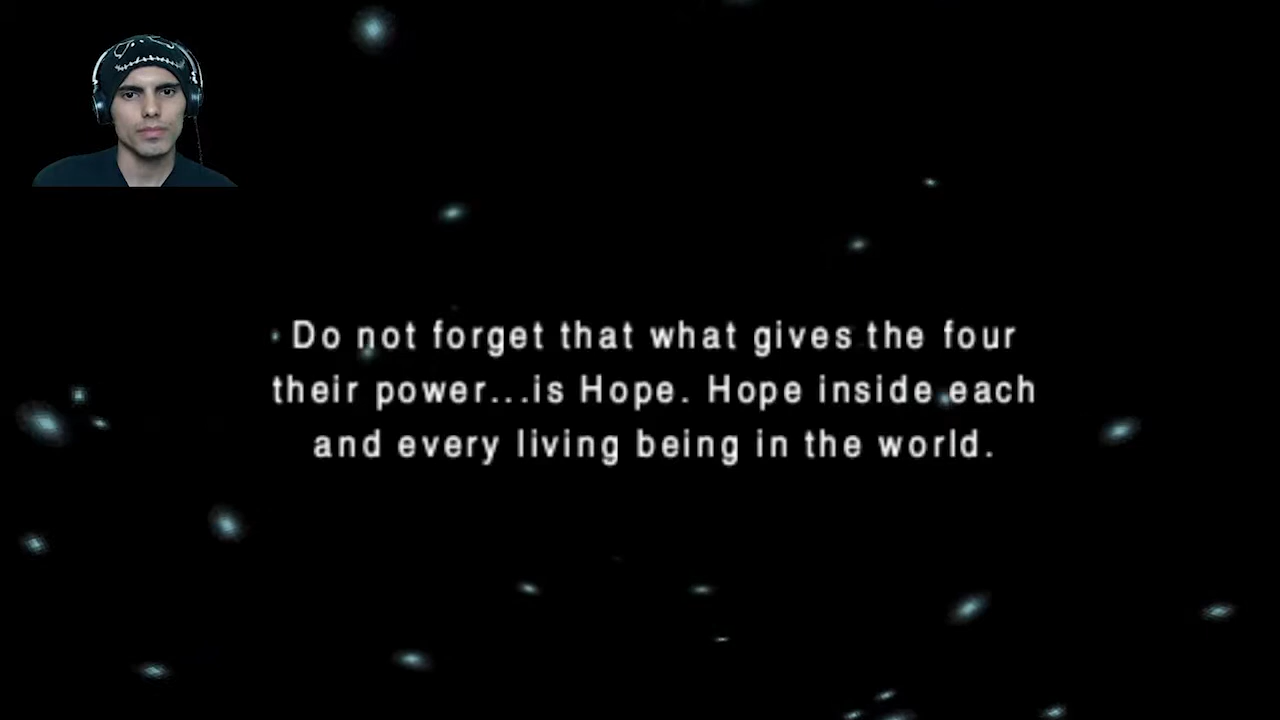 Do not forget that what gives the four
their power...is Hope. Hope inside each
and every living being in the world.